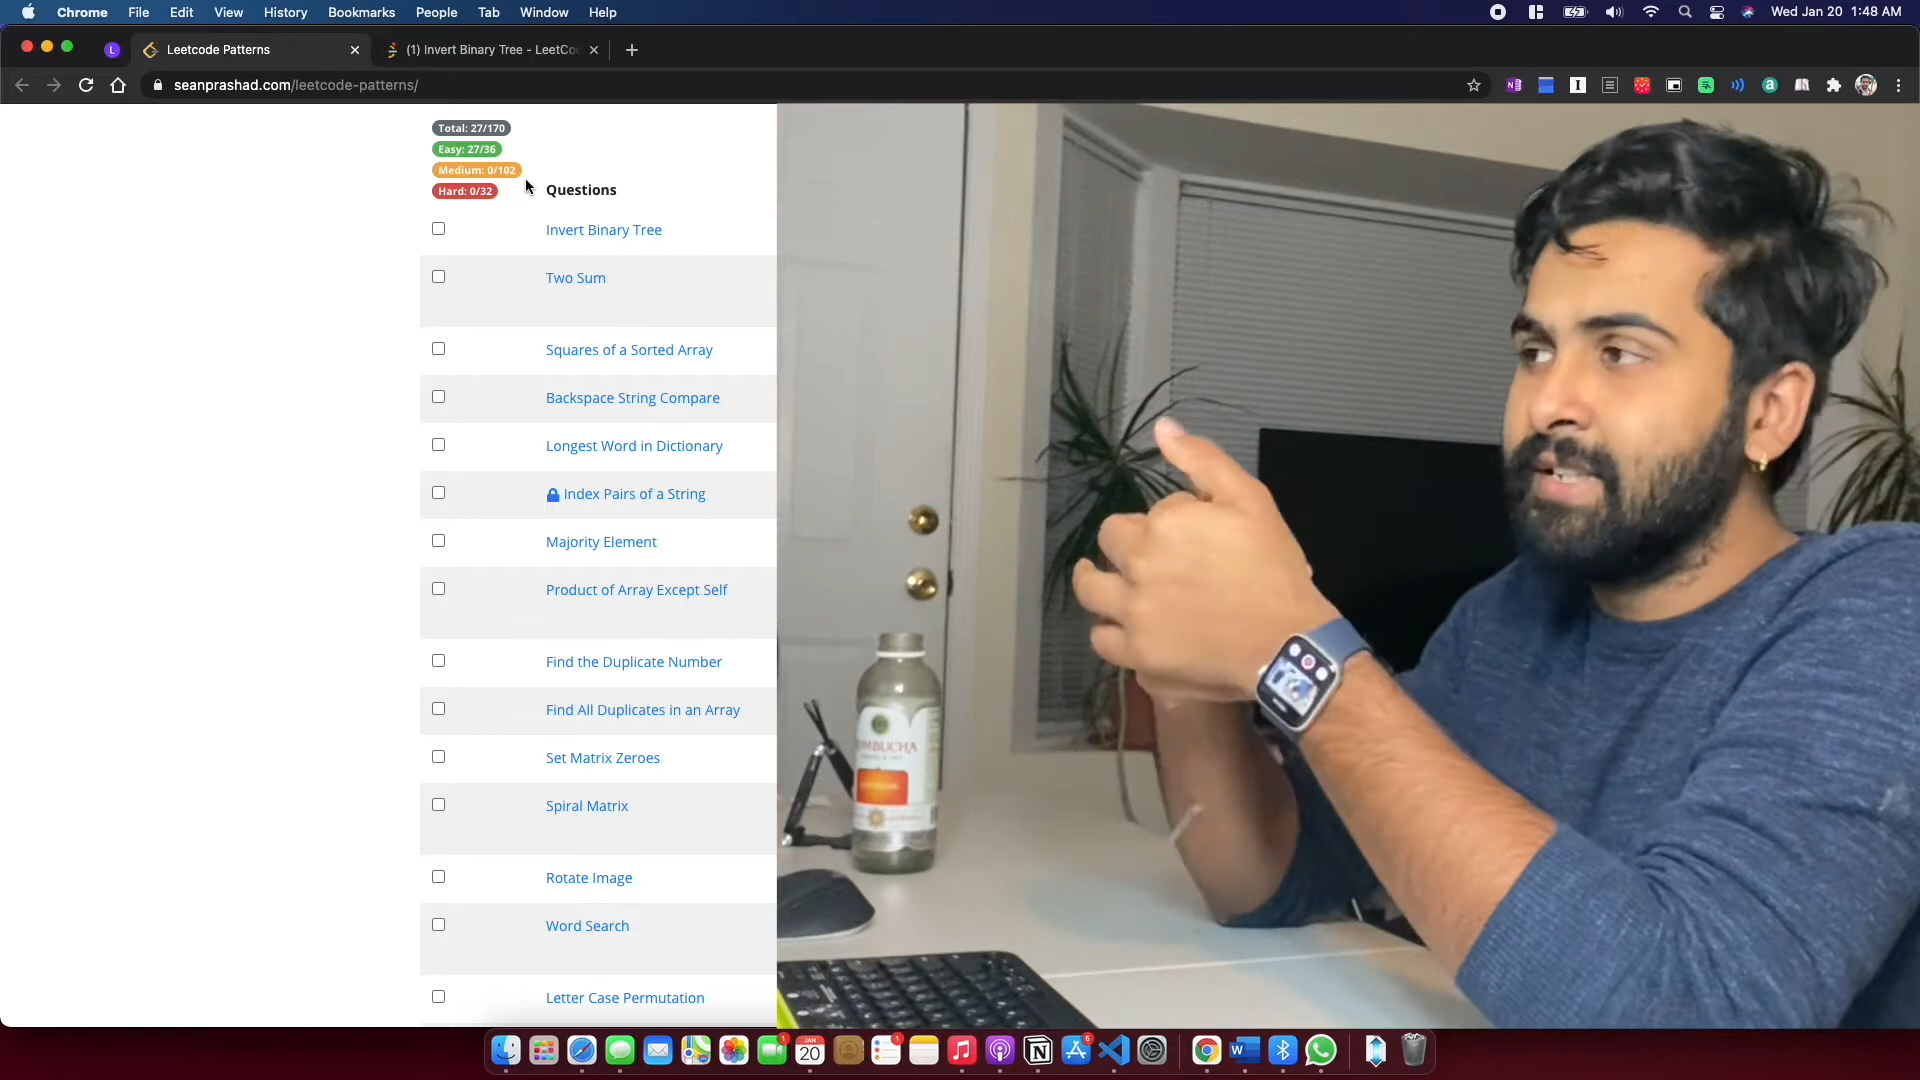 Chrome File Edit View History Bookmarks People Tab Window Help
Wed Jan 20 1:48 AM
L Leetcode Patterns
(1) Invert Binary Tree - LeetCo
seanprashad.com/leetcode-patterns/
Total: 27/170
Easy: 27/36
Medium: 0/102
Hard: 0/32
Questions
Invert Binary Tree
Two Sum
Squares of a Sorted Array
Backspace String Compare
Longest Word in Dictionary
Index Pairs of a String
Majority Element
Product of Array Except Self
Find the Duplicate Number
Find All Duplicates in an Array
Set Matrix Zeroes
Spiral Matrix
Rotate Image
Word Search
Letter Case Permutation
OMBUCHA
JAN
20